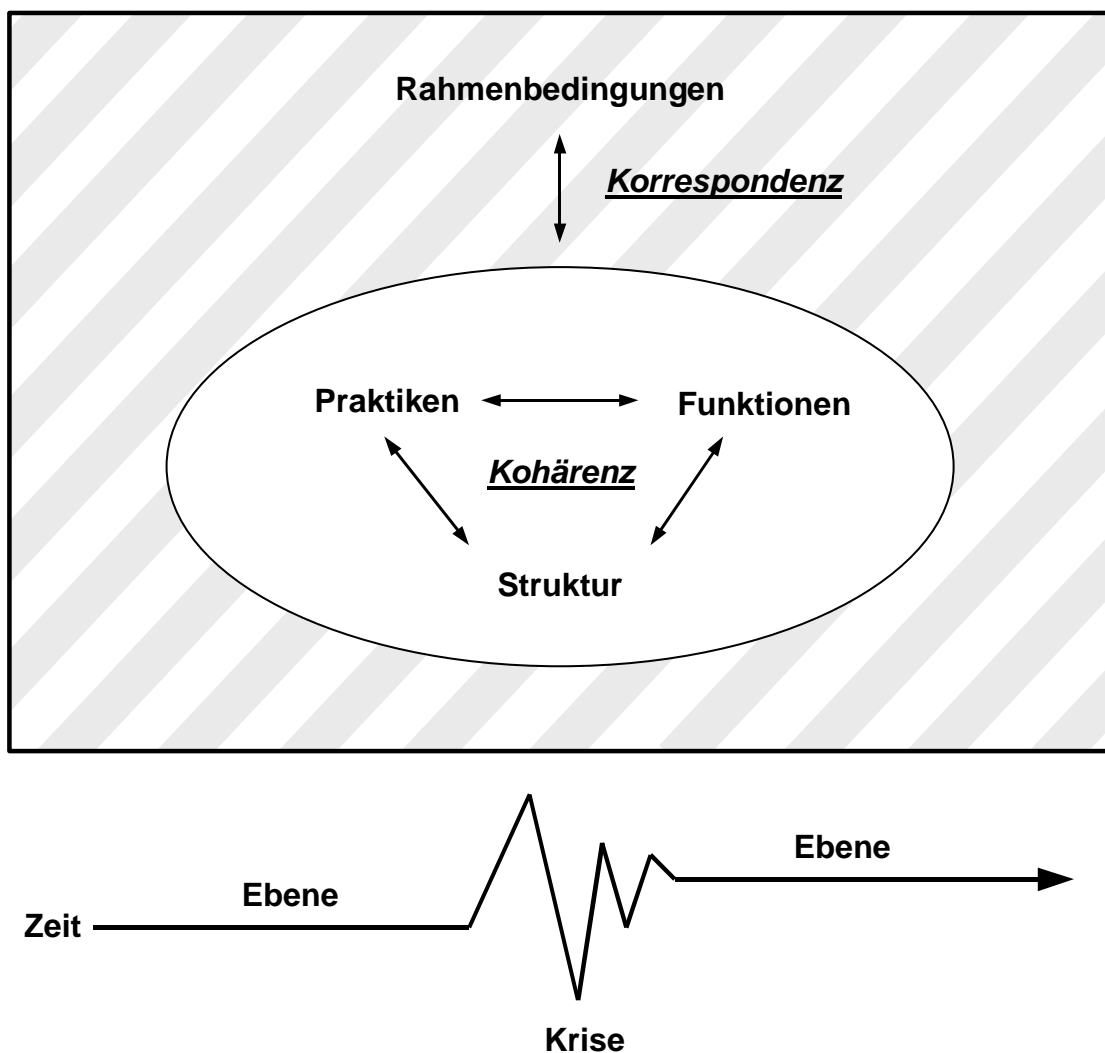 Rahmenbedingungen
Korrespondenz
Praktiken
Funktionen
Kohärenz
Struktur
Ebene
Ebene
Zeit
Krise